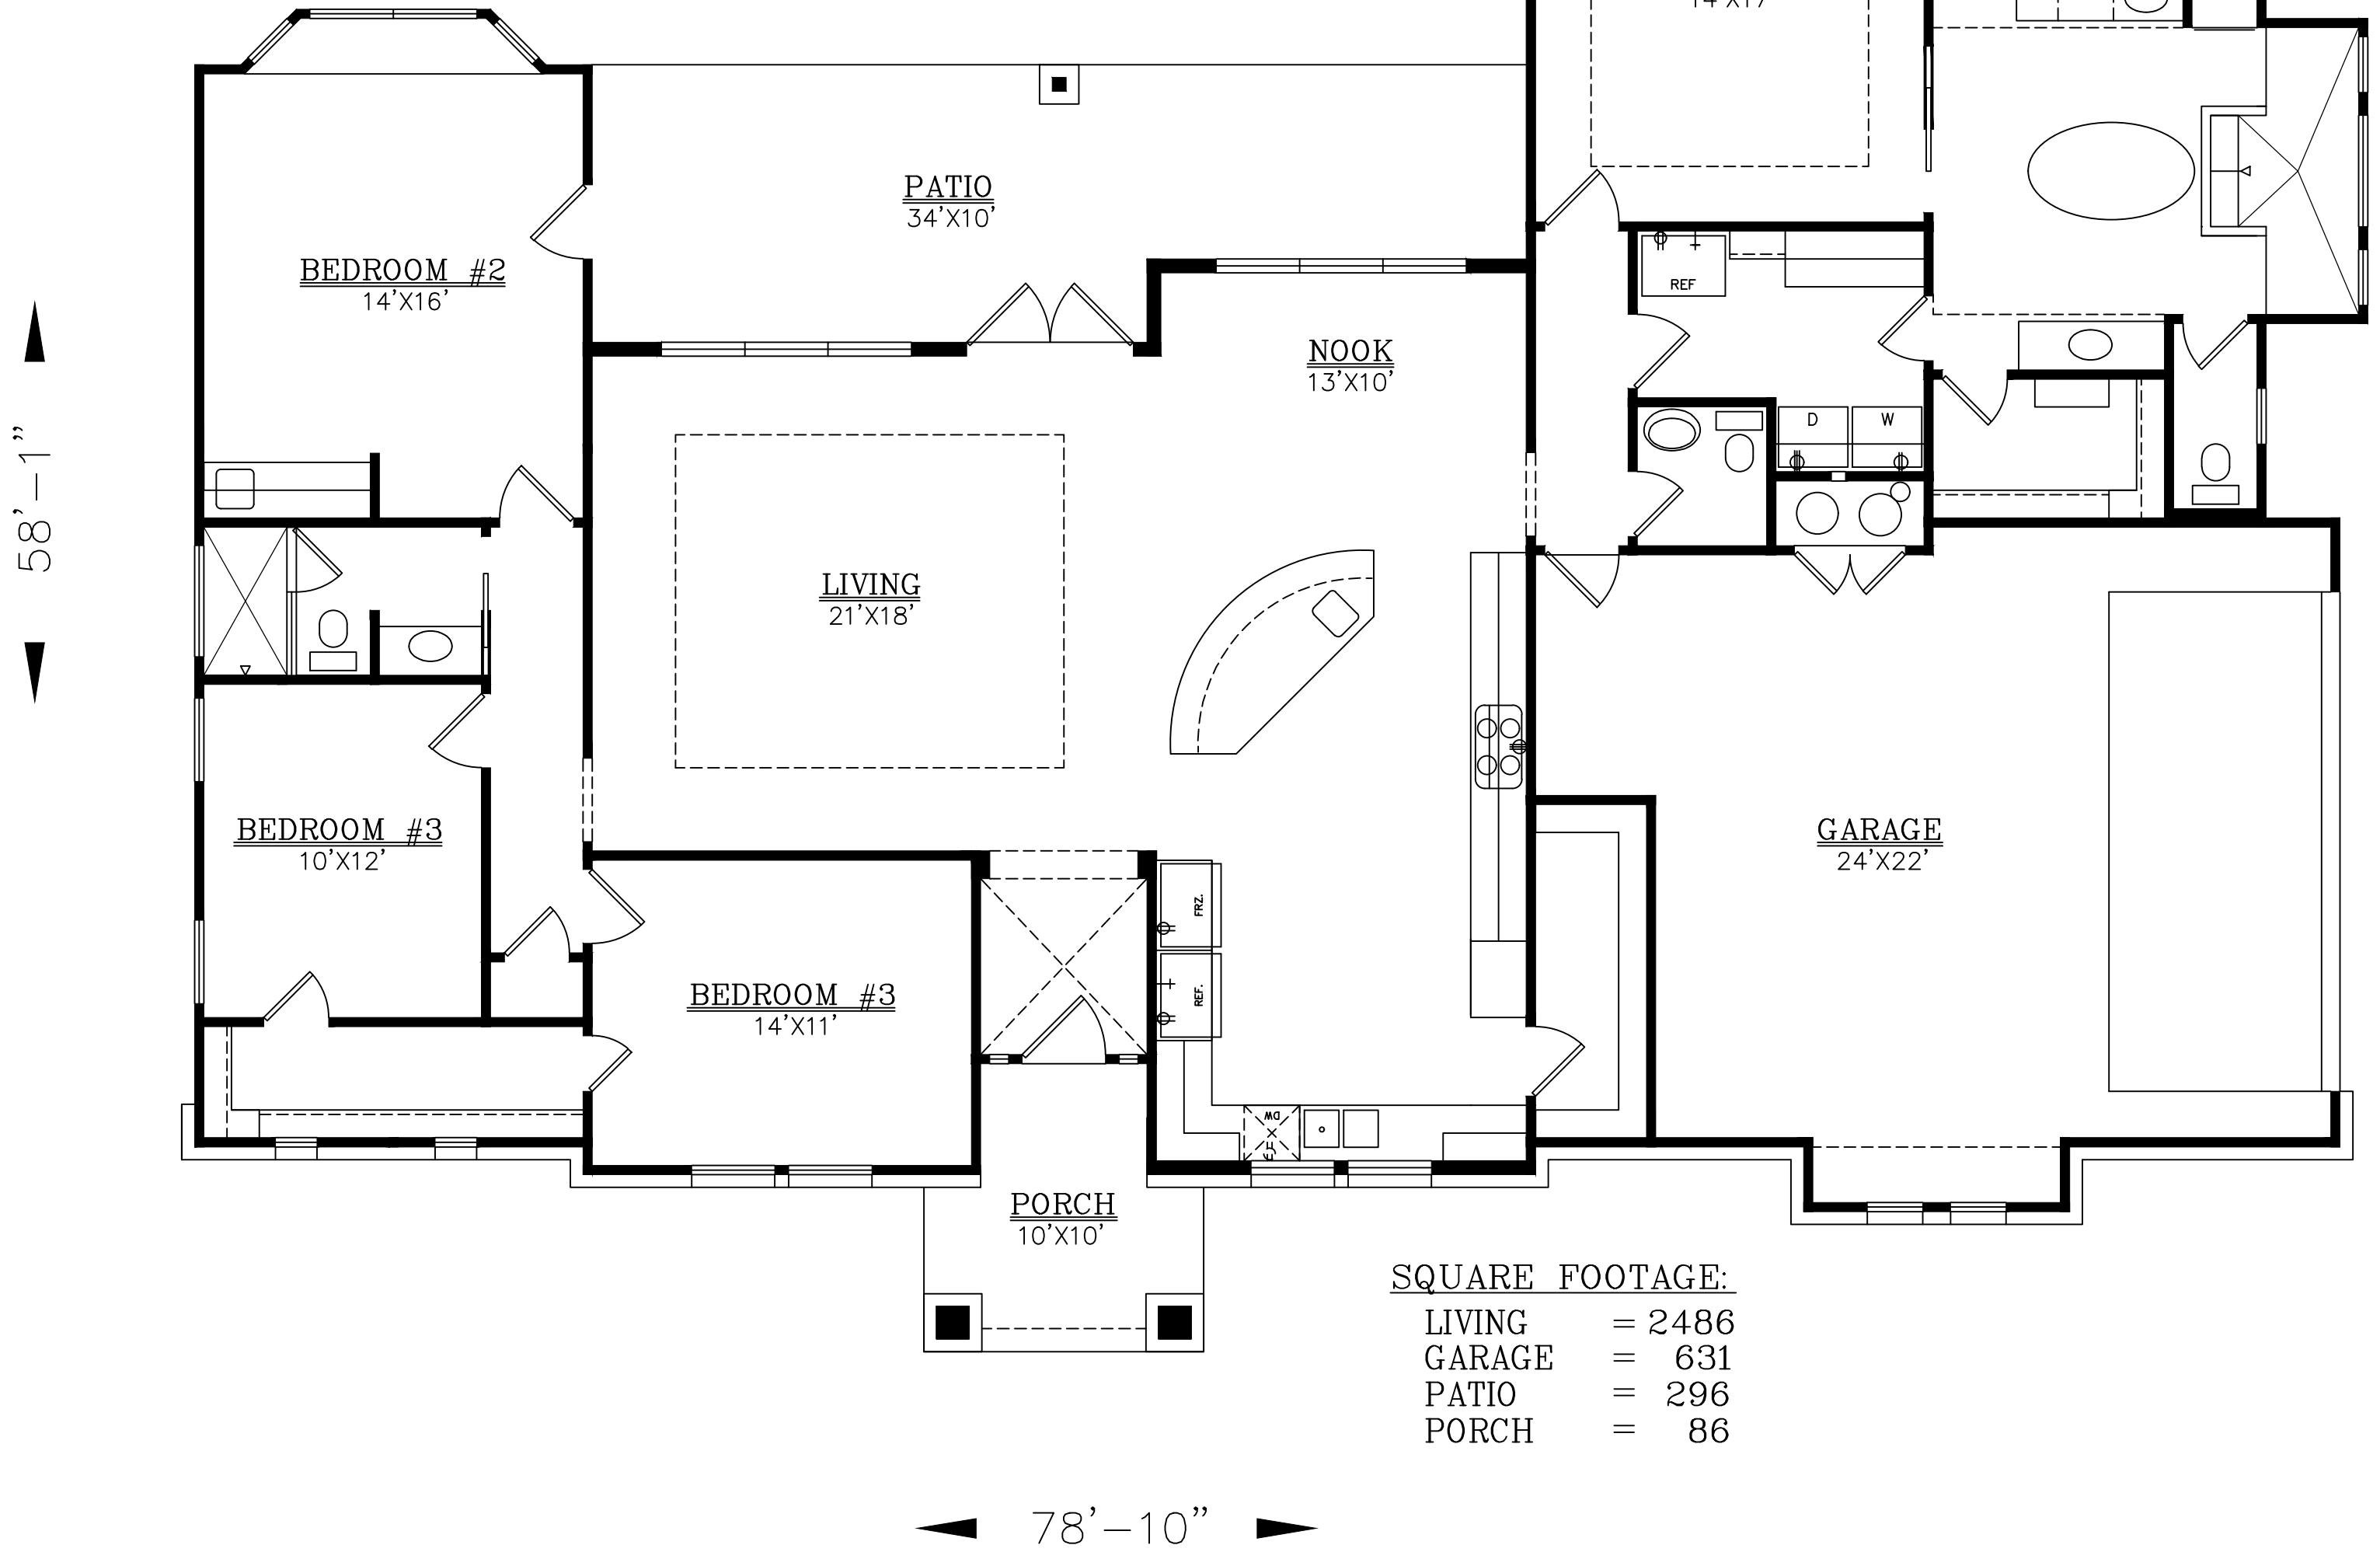 14'X17'
PATIO
34'X10'
BEDROOM #2
14'X16'
REF
NOOK
13'X10'
D
W
58'-1"
LIVING
21'X18'
BEDROOM #3
10'X12'
GARAGE
24'X22'
FRZ.
REF.
BEDROOM #3
14'X11'
DW
PORCH
10'X10'
SQUARE FOOTAGE:
LIVING = 2486
GARAGE = 631
PATIO = 296
PORCH = 86
78'-10"